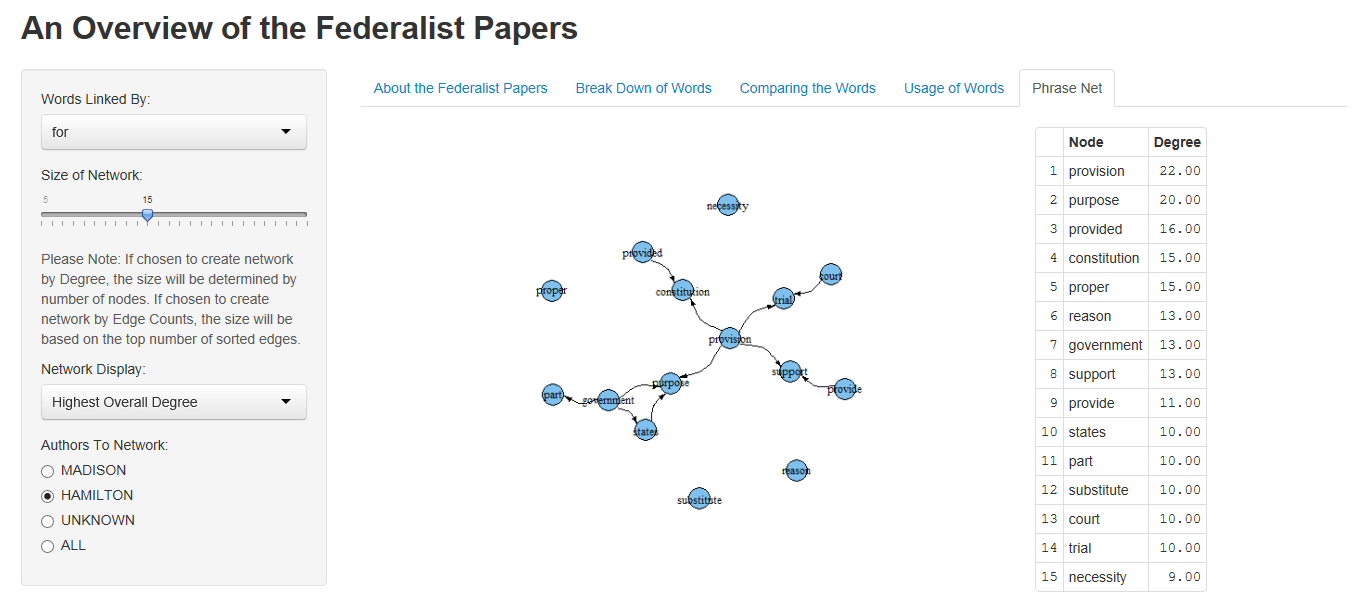 An Overview of the Federalist Papers
Words Linked By:
for
Size of Network:
5
15
Please Note: If chosen to create network
by Degree, the size will be determined by
number of nodes. If chosen to create
network by Edge Counts, the size will be
based on the top number of sorted edges.
Network Display:
Highest Overall Degree
Authors To Network:
MADISON
HAMILTON
UNKNOWN
ALL
About the Federalist Papers Break Down of Words Comparing the Words Usage of Words Phrase Net
necessity
provided
court
proper
constitution
trial
provision
support
purpose
provide
part
government
states
reason
substitute
Node Degree
1 provision 22.00
2 purpose 20.00
3 provided 16.00
4 constitution 15.00
5 proper 15.00
6 reason 13.00
7 government 13.00
8 support 13.00
9 provide 11.00
10 states 10.00
11 part 10.00
12 substitute 10.00
13 court 10.00
14 trial 10.00
15 necessity 9.00